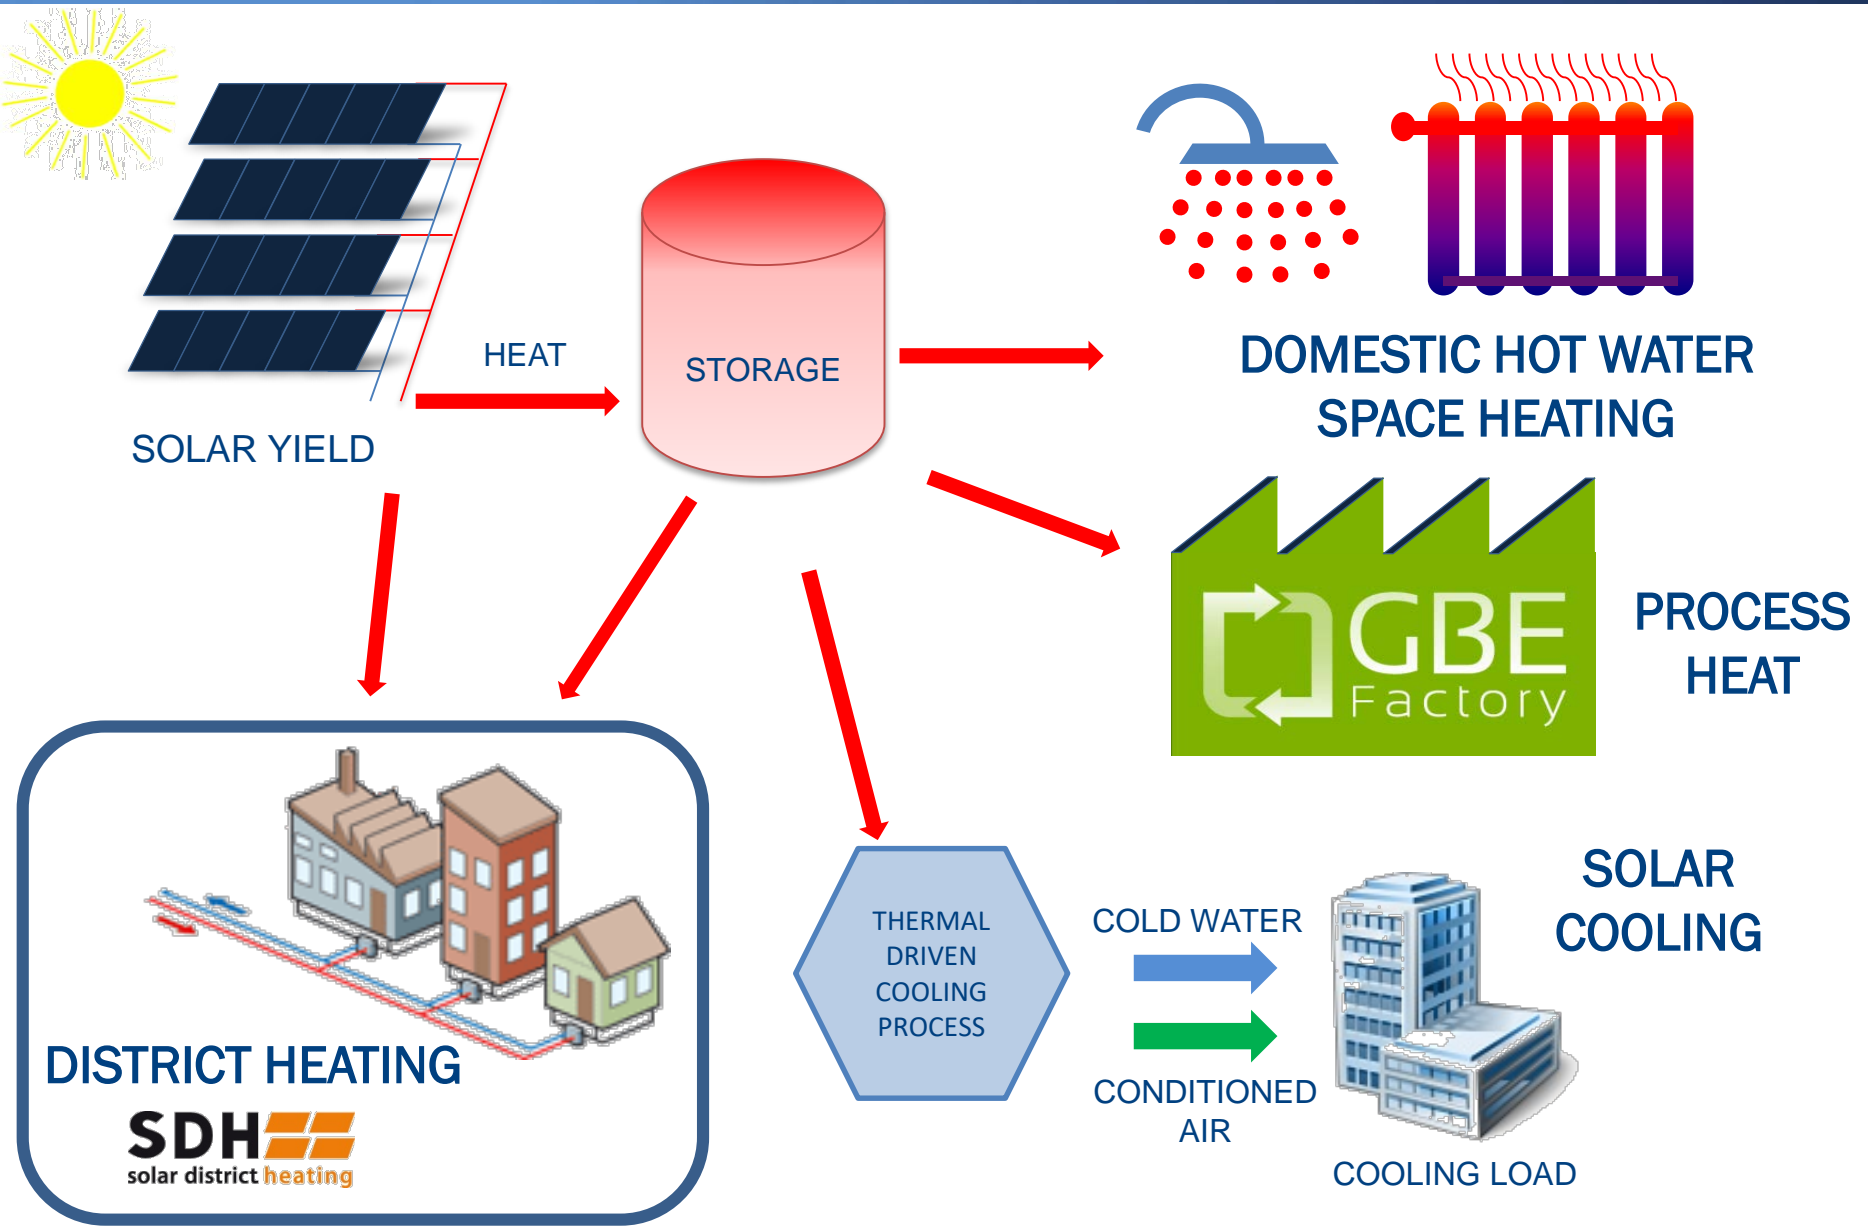 HEAT
STORAGE
SOLAR YIELD
DOMESTIC HOT WATER
SPACE HEATING
GBE
Factory
PROCESS
HEAT
DISTRICT HEATING
SDH
solar district heating
THERMAL
DRIVEN
COOLING
PROCESS
COLD WATER
CONDITIONED
AIR
SOLAR
COOLING
COOLING LOAD